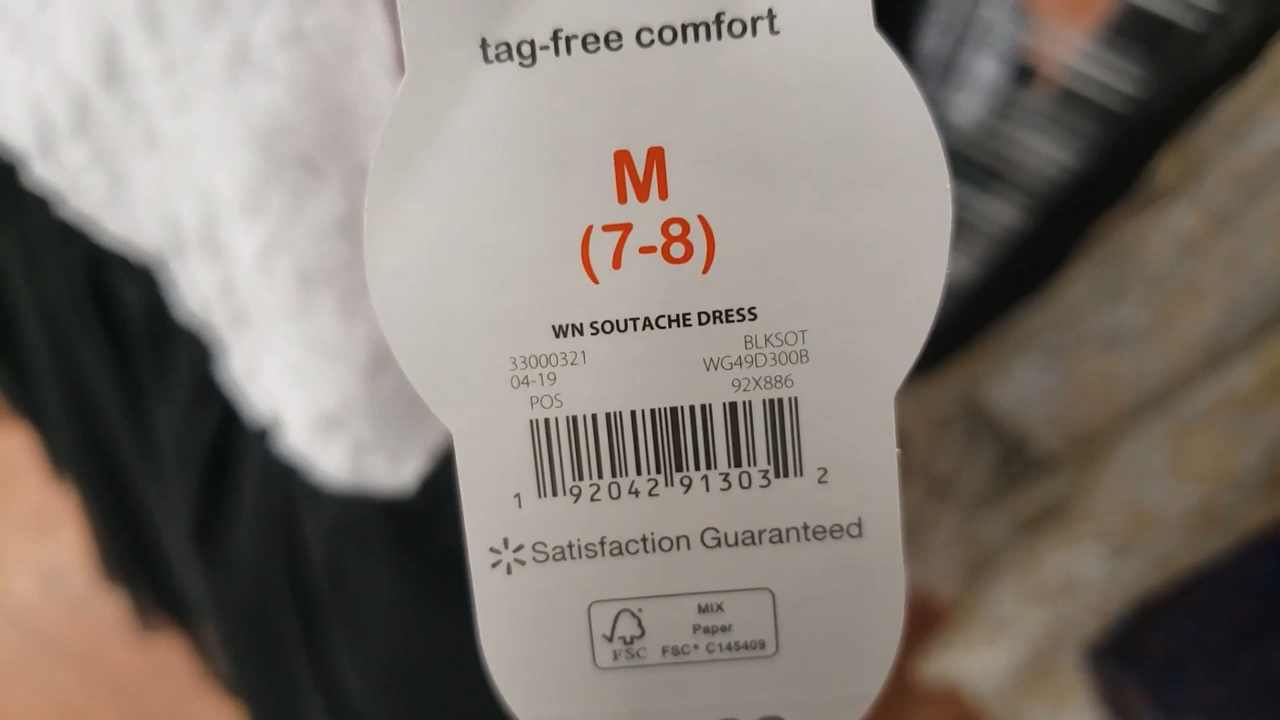 tag-free comfort
M
(7-8)
WN SOUTACHE DRESS
33000321
04-19
POS
BLKSOT
WG49D300B
92X886
1 92042 91303 2
Satisfaction Guaranteed
MIX
Paper
FSC® C145409
FSC